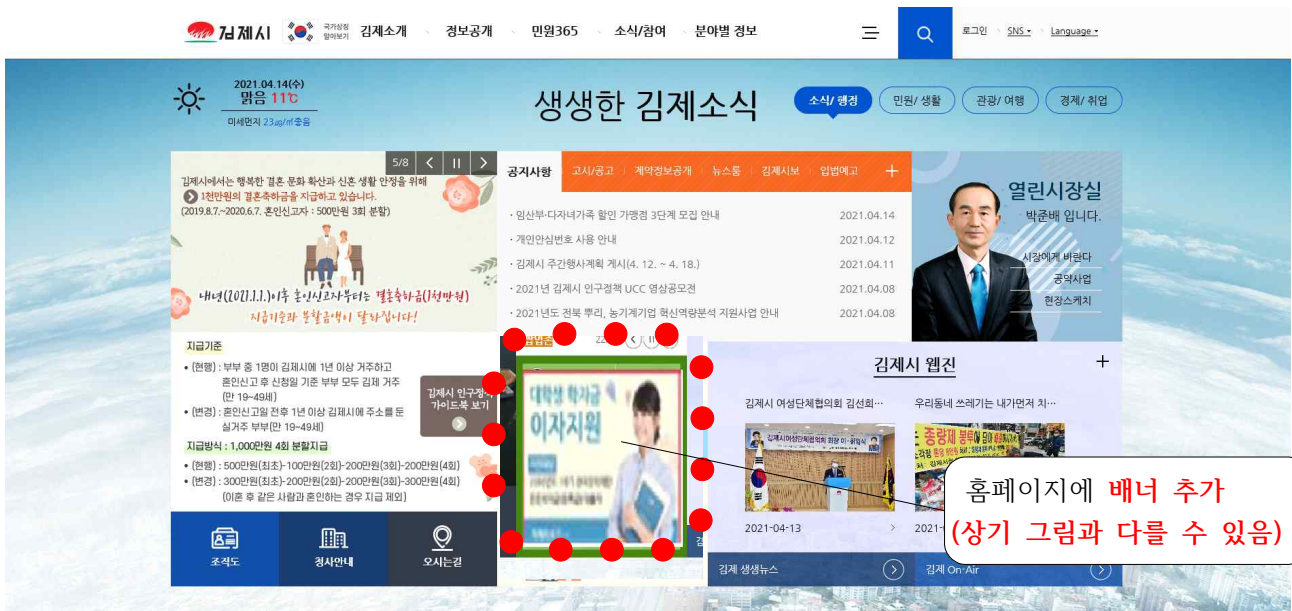 김제시
국가상징
알아보기
김제소개
정보공개
민원365
소식/참여
분야별 정보
로그인
SNS
Language
2021.04.14(수)
맑음 11℃
미세먼지 23㎍/㎥좋음
생생한 김제소식
소식/ 행정
민원/ 생활
관광/ 여행
경제/ 취업
5/8
김제시에서는 행복한 결혼 문화 확산과 신혼 생활 안정을 위해
1천만원의 결혼축하금을 지급하고 있습니다.
(2019.8.7.~2020.6.7. 혼인신고자 : 500만원 3회 분할)
내년(2021.1.1.)이후 혼인신고자부터는 결혼축하금(1천만원)
지급기준과 분할금액이 달라집니다!
지급기준
• (현행) : 부부 중 1명이 김제시에 1년 이상 거주하고
혼인신고 후 신청일 기준 부부 모두 김제 거주
(만 19~49세)
• (변경) : 혼인신고일 전후 1년 이상 김제시에 주소를 둔
실거주 부부(만 19~49세)
지급방식 : 1,000만원 4회 분할지급
• (현행) : 500만원(최초)-100만원(2회)-200만원(3회)-200만원(4회)
• (변경) : 300만원(최초)-200만원(2회)-200만원(3회)-300만원(4회)
(이혼 후 같은 사람과 혼인하는 경우 지급 제외)
김제시 인구정책
가이드북 보기
조직도
청사안내
오시는길
공지사항
고시/공고
계약정보공개
뉴스룸
김제시보
입법예고
· 임산부·다자녀가족 할인 가맹점 3단계 모집 안내 2021.04.14
· 개인안심번호 사용 안내 2021.04.12
· 김제시 주간행사계획 게시(4. 12. ~ 4. 18.) 2021.04.11
· 2021년 김제시 인구정책 UCC 영상공모전 2021.04.08
· 2021년도 전북 뿌리, 농기계기업 혁신역량분석 지원사업 안내 2021.04.08
열린시장실
박준배 입니다.
시장에게 바란다
공약사업
현장스케치
대학생 학자금
이자지원
김제시 웹진
김제시 여성단체협의회 김선희…
우리동네 쓰레기는 내가먼저 치…
김제시여성단체협의회 회장 이·취임식
종량제 봉투
2021-04-13
김제 생생뉴스
김제 On-Air
홈페이지에 배너 추가
(상기 그림과 다를 수 있음)